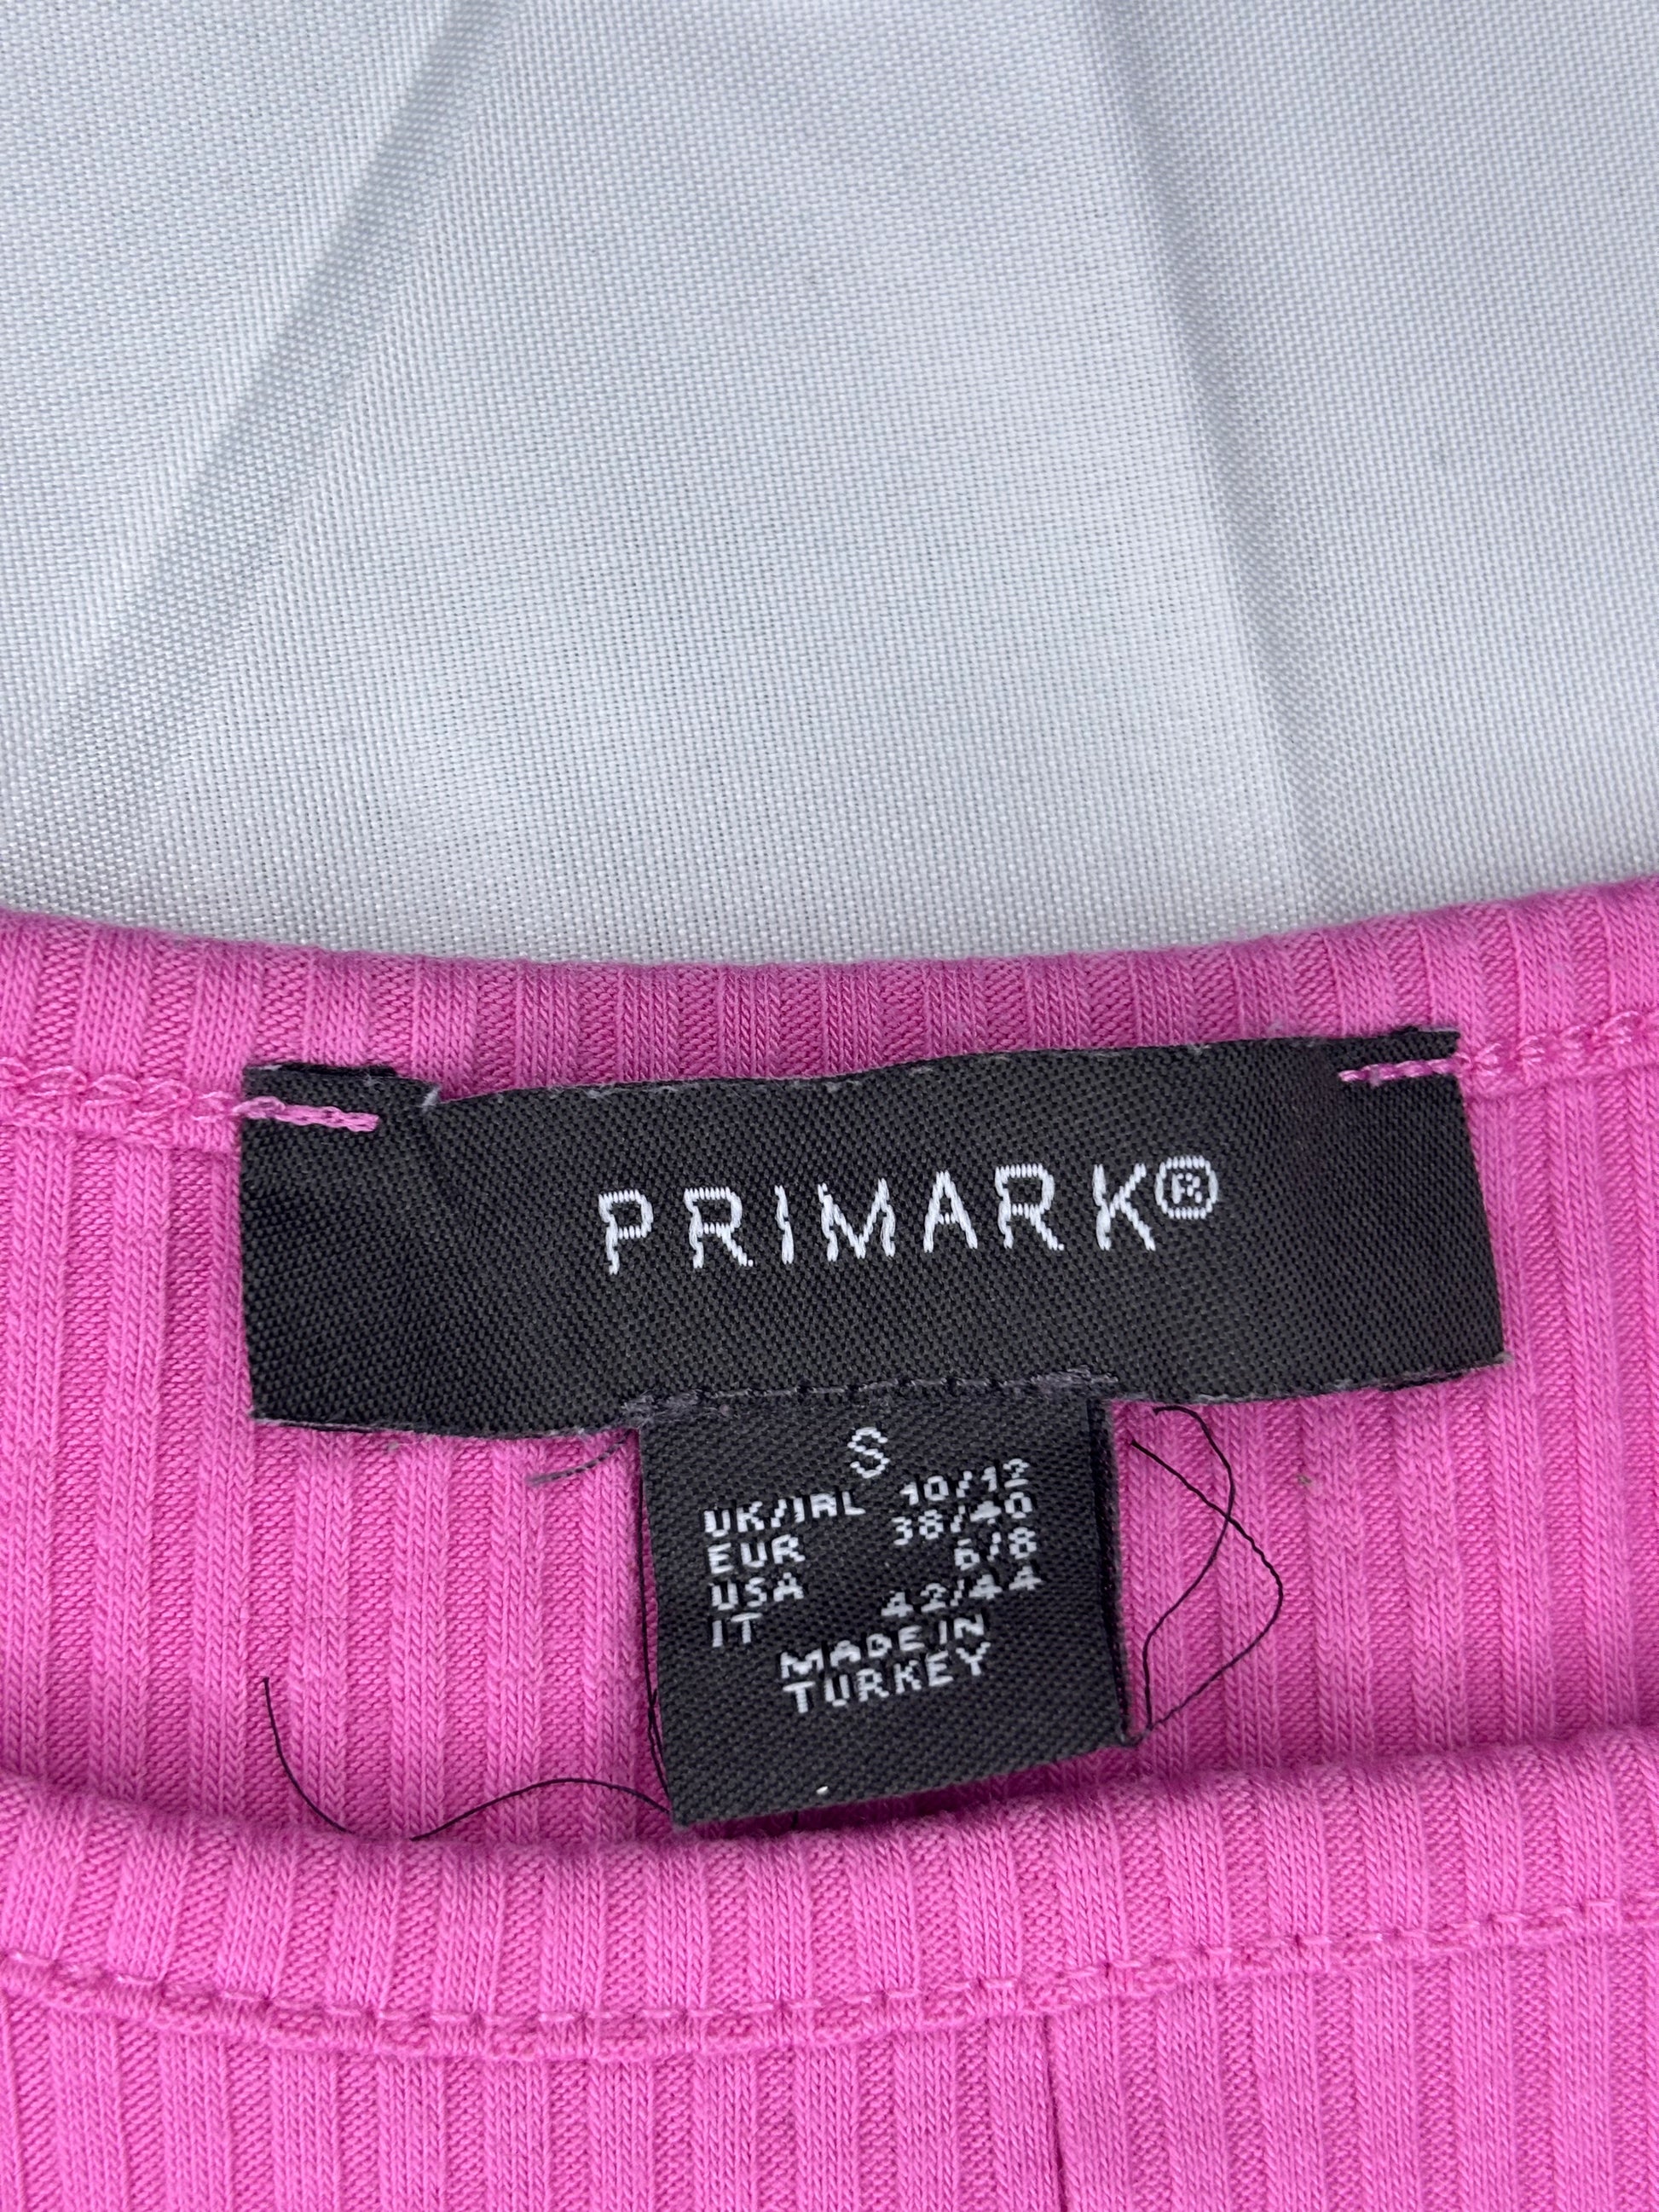 PRIMARK®
S
UK/IRL 10/12
EUR 38/40
USA 6/8
IT 42/44
MADE IN
TURKEY